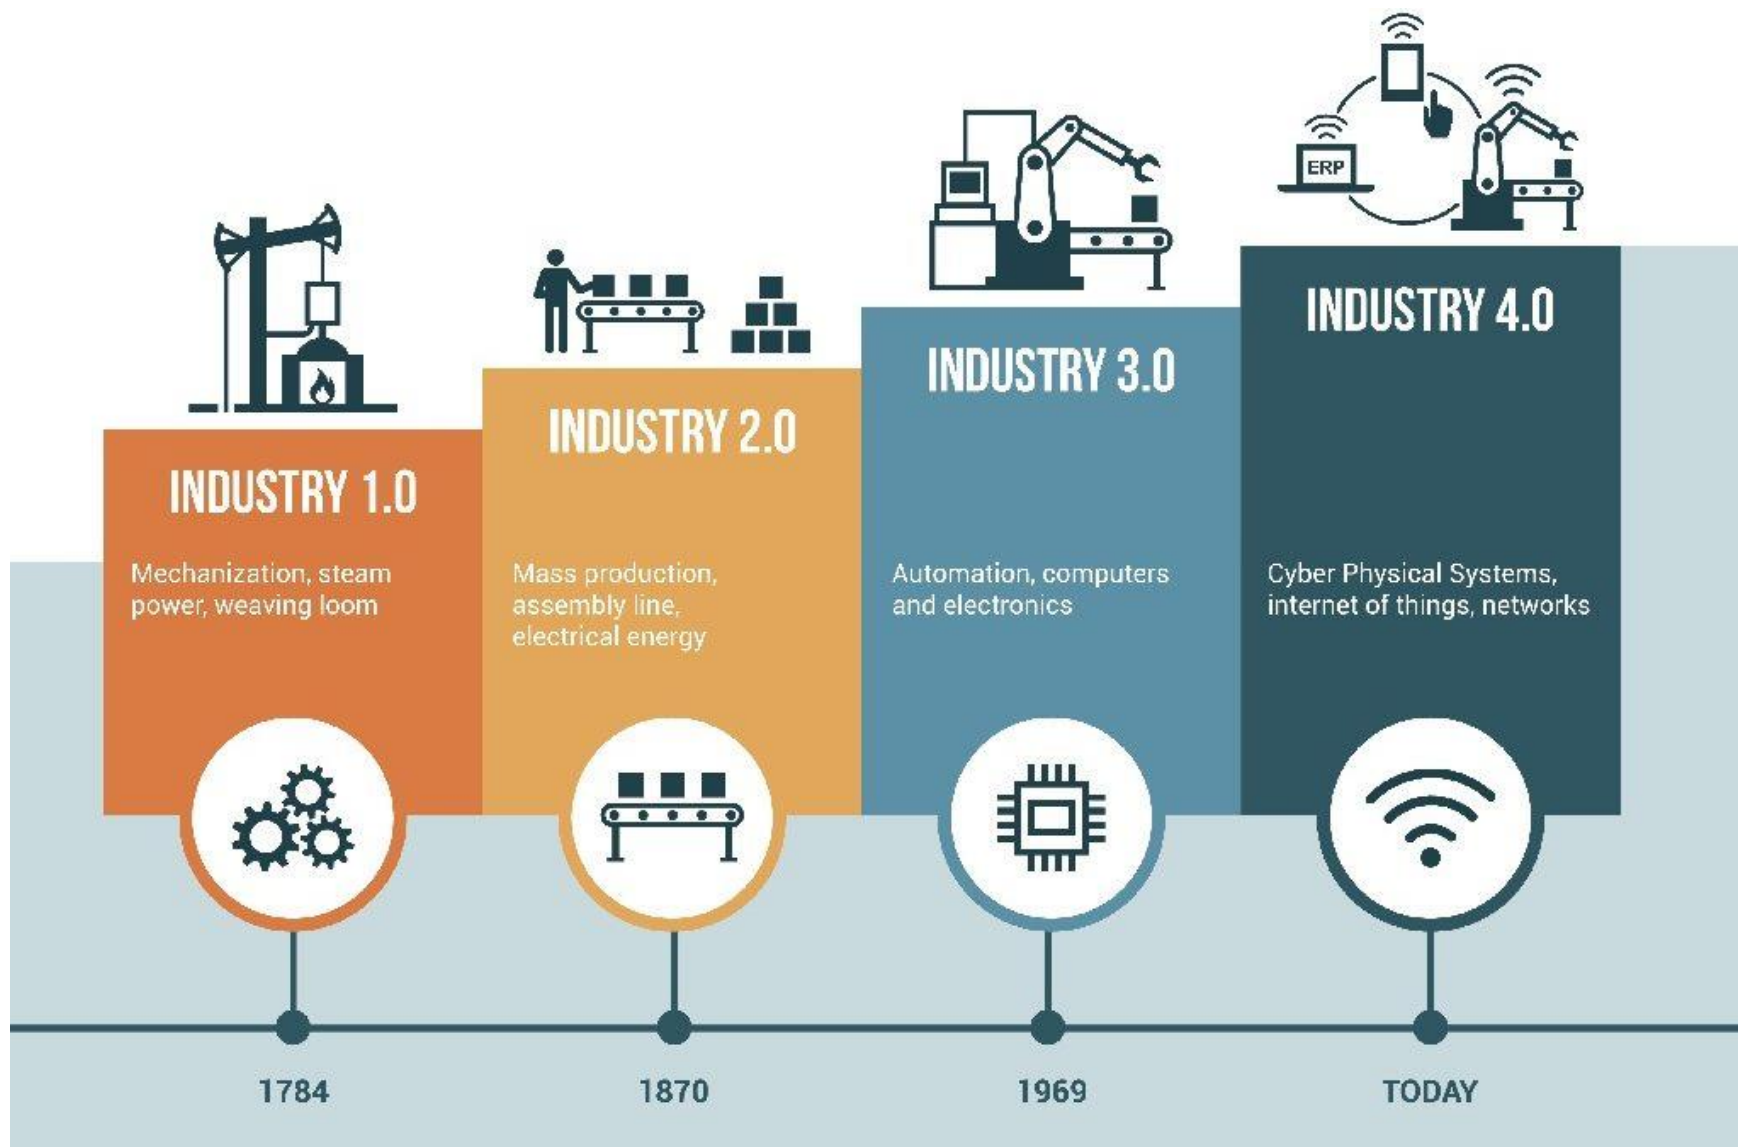 ERP
INDUSTRY 1.0
Mechanization, steam
power, weaving loom
INDUSTRY 2.0
Mass production,
assembly line,
electrical energy
INDUSTRY 3.0
Automation, computers
and electronics
INDUSTRY 4.0
Cyber Physical Systems,
internet of things, networks
1784
1870
1969
TODAY